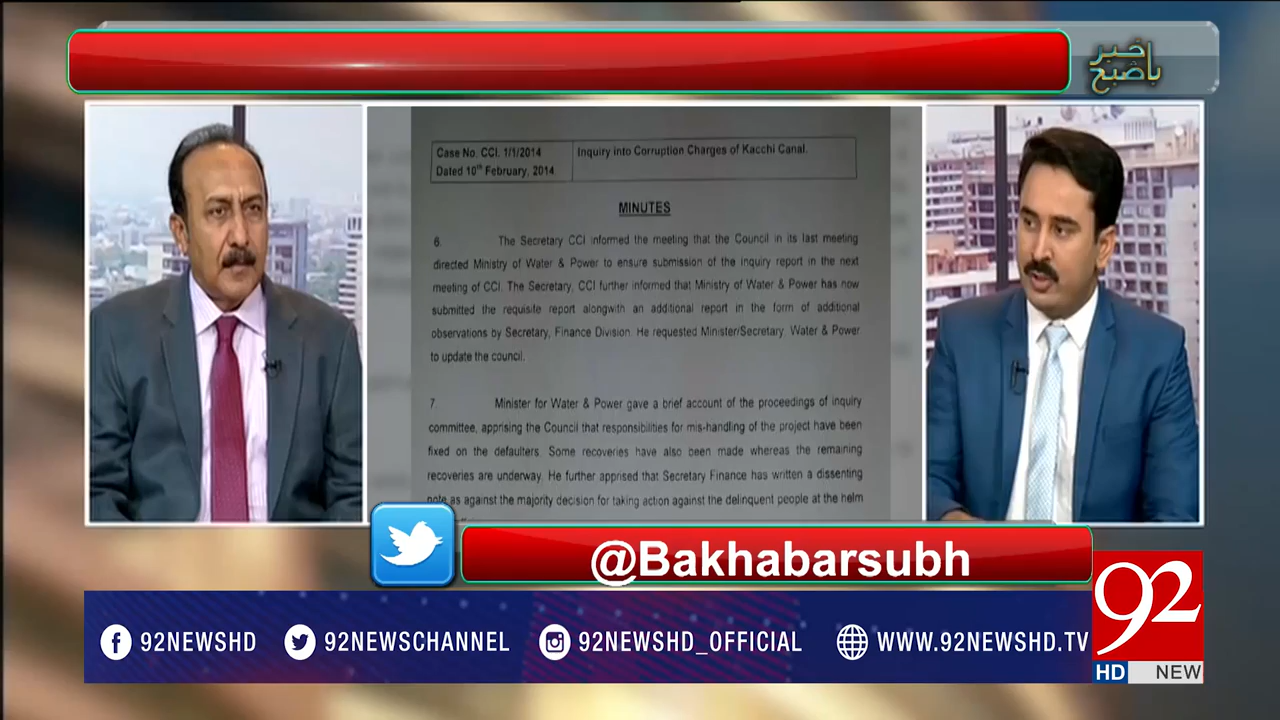 باخبر
صبح
Case No. CCI. 1/1/2014
Dated 10th February, 2014
Inquiry into Corruption Charges of Kacchi Canal.
MINUTES
6. The Secretary CCI informed the meeting that the Council in its last meeting
directed Ministry of Water & Power to ensure submission of the inquiry report in the next
meeting of CCI. The Secretary, CCI further informed that Ministry of Water & Power has now
submitted the requisite report alongwith an additional report in the form of additional
observations by Secretary, Finance Division. He requested Minister/Secretary, Water & Power
to update the council.
7. Minister for Water & Power gave a brief account of the proceedings of inquiry
committee, apprising the Council that responsibilities for mis-handling of the project have been
fixed on the defaulters. Some recoveries have also been made whereas the remaining
recoveries are underway. He further apprised that Secretary Finance has written a dissenting
note as against the majority decision for taking action against the delinquent people at the helm
@Bakhabarsubh
92NEWSHD
92NEWSCHANNEL
92NEWSHD_OFFICIAL
WWW.92NEWSHD.TV
92
HD NEW